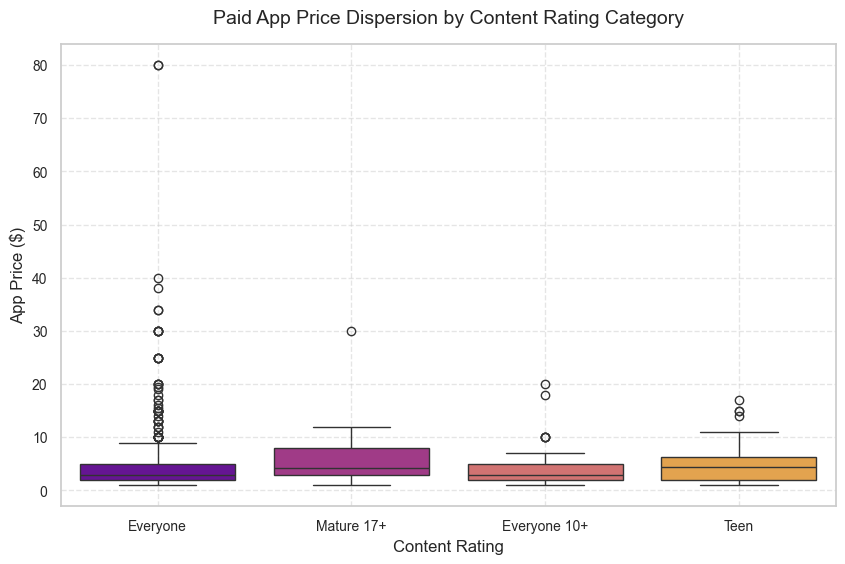 Paid App Price Dispersion by Content Rating Category
App Price ($)
80
70
60
50
40
30
20
10
0
Everyone
Mature 17+
Everyone 10+
Teen
Content Rating